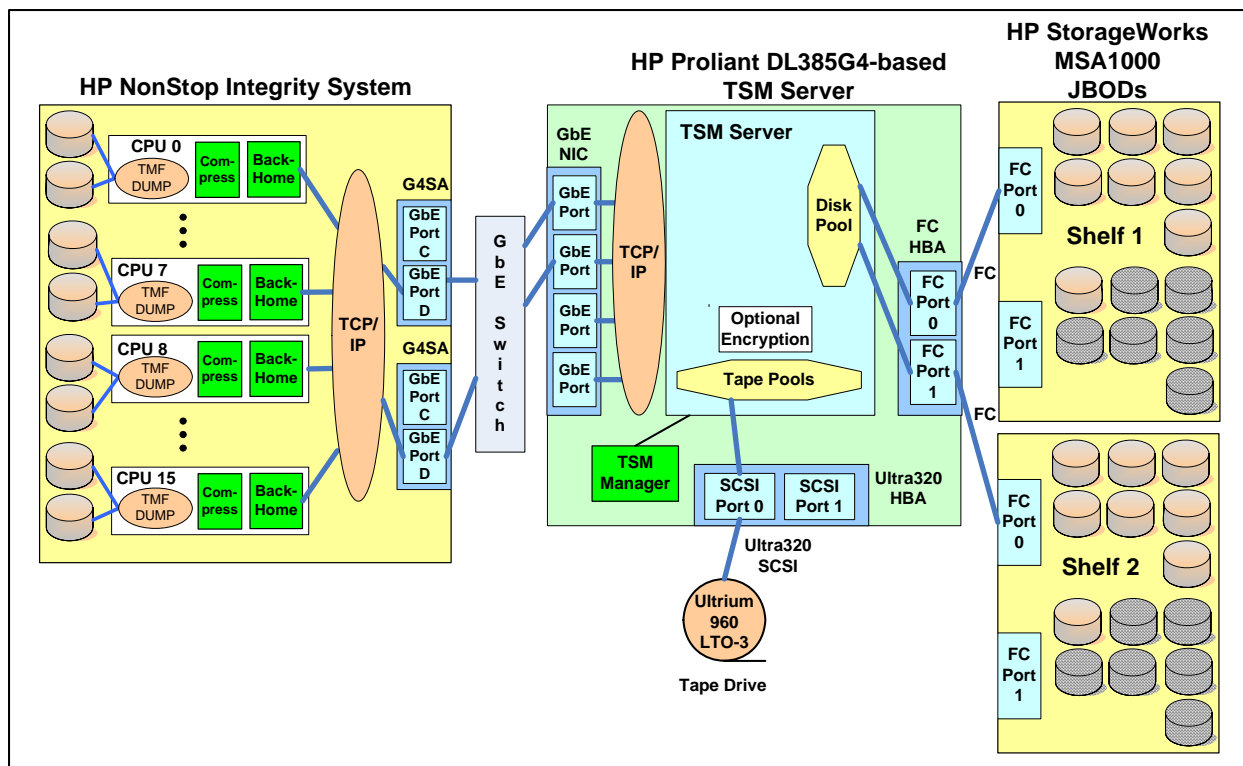 HP NonStop Integrity System
CPU 0
TMF
DUMP
Com-
press
Back-
Home
CPU 7
TMF
DUMP
Com-
press
Back-
Home
CPU 8
TMF
DUMP
Com-
press
Back-
Home
CPU 15
TMF
DUMP
Com-
press
Back-
Home
TCP/
IP
G4SA
GbE
Port
C
GbE
Port
D
G4SA
GbE
Port
C
GbE
Port
D
GbE Switch
HP Proliant DL385G4-based
TSM Server
GbE
NIC
GbE
Port
GbE
Port
GbE
Port
GbE
Port
TCP/
IP
TSM Server
Disk
Pool
Optional
Encryption
Tape Pools
TSM
Manager
FC
HBA
FC
Port
0
FC
Port
1
SCSI
Port 0
SCSI
Port 1
Ultra320
HBA
Ultra320
SCSI
Ultrium
960
LTO-3
Tape Drive
FC
FC
HP StorageWorks
MSA1000
JBODs
FC
Port
0
Shelf 1
FC
Port
1
FC
Port
0
Shelf 2
FC
Port
1